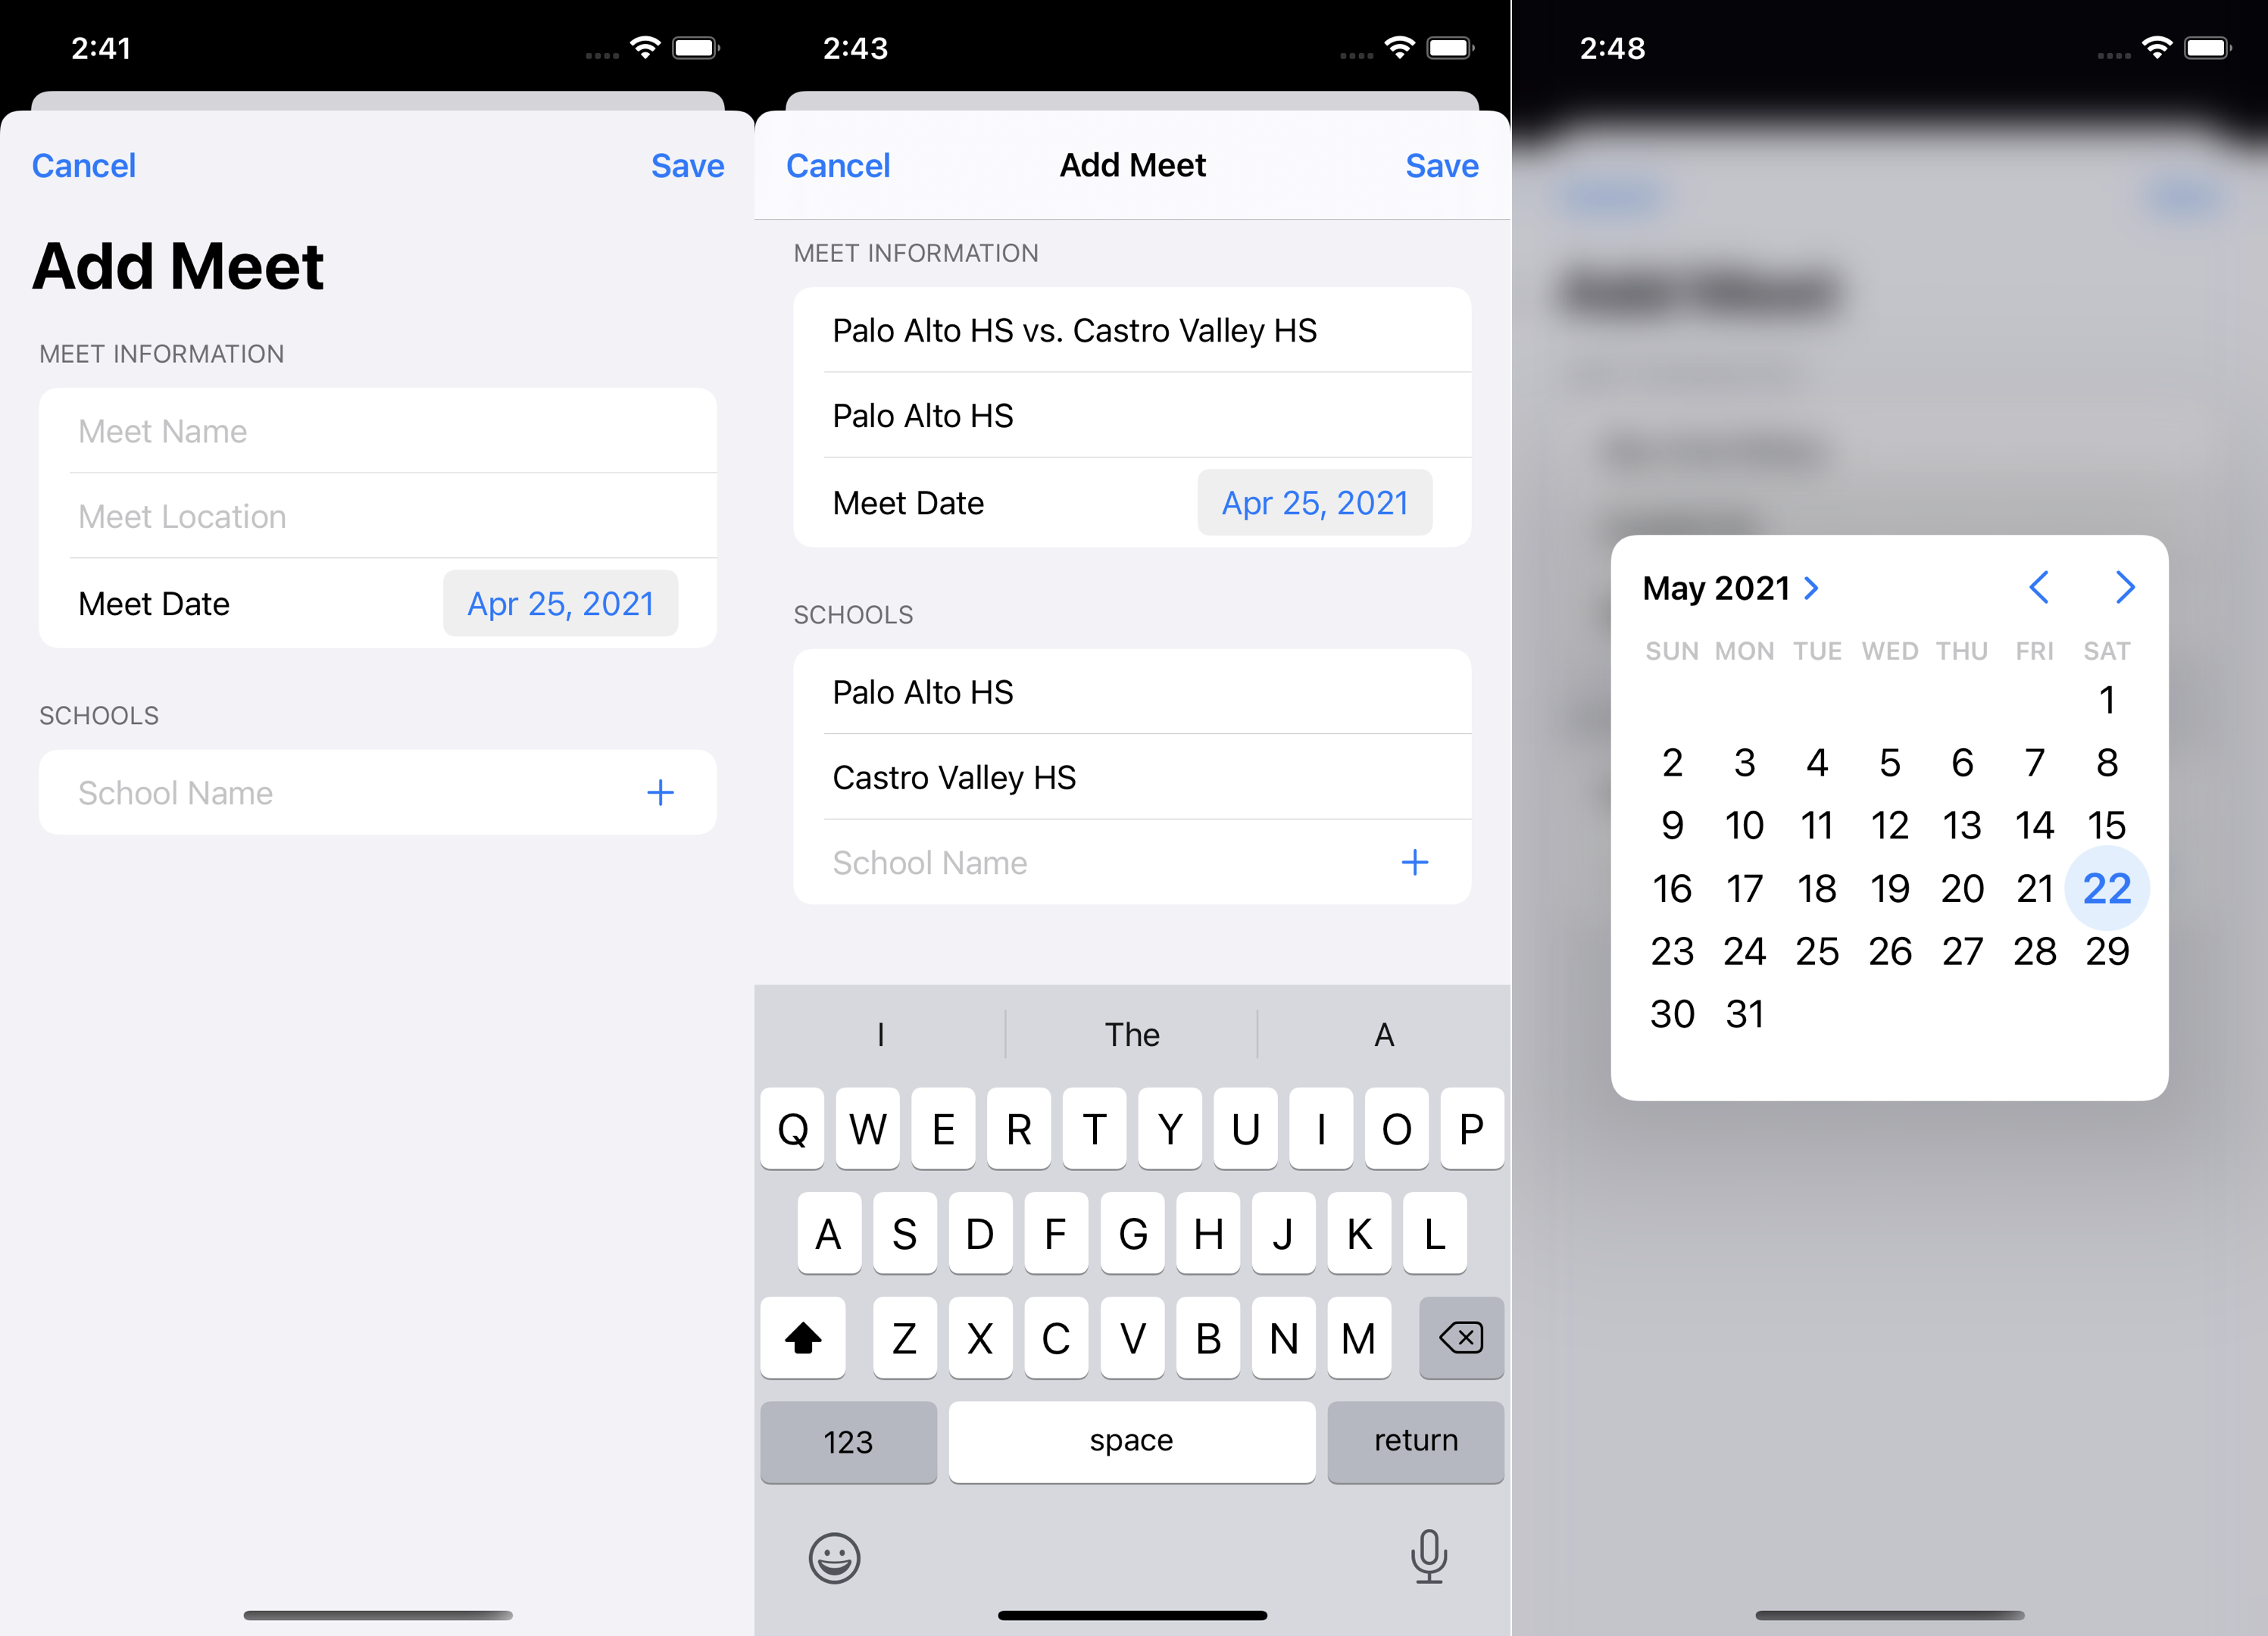 2:41
Cancel
Save
Add Meet
MEET INFORMATION
Meet Name
Meet Location
Meet Date
Apr 25, 2021
SCHOOLS
School Name
+
2:43
Cancel
Add Meet
Save
MEET INFORMATION
Palo Alto HS vs. Castro Valley HS
Palo Alto HS
Meet Date
Apr 25, 2021
SCHOOLS
Palo Alto HS
Castro Valley HS
School Name
+
I The A
Q W E R T Y U I O P
A S D F G H J K L
Z X C V B N M
123 space return
2:48
May 2021 >
SUN MON TUE WED THU FRI SAT
1
2 3 4 5 6 7 8
9 10 11 12 13 14 15
16 17 18 19 20 21 22
23 24 25 26 27 28 29
30 31